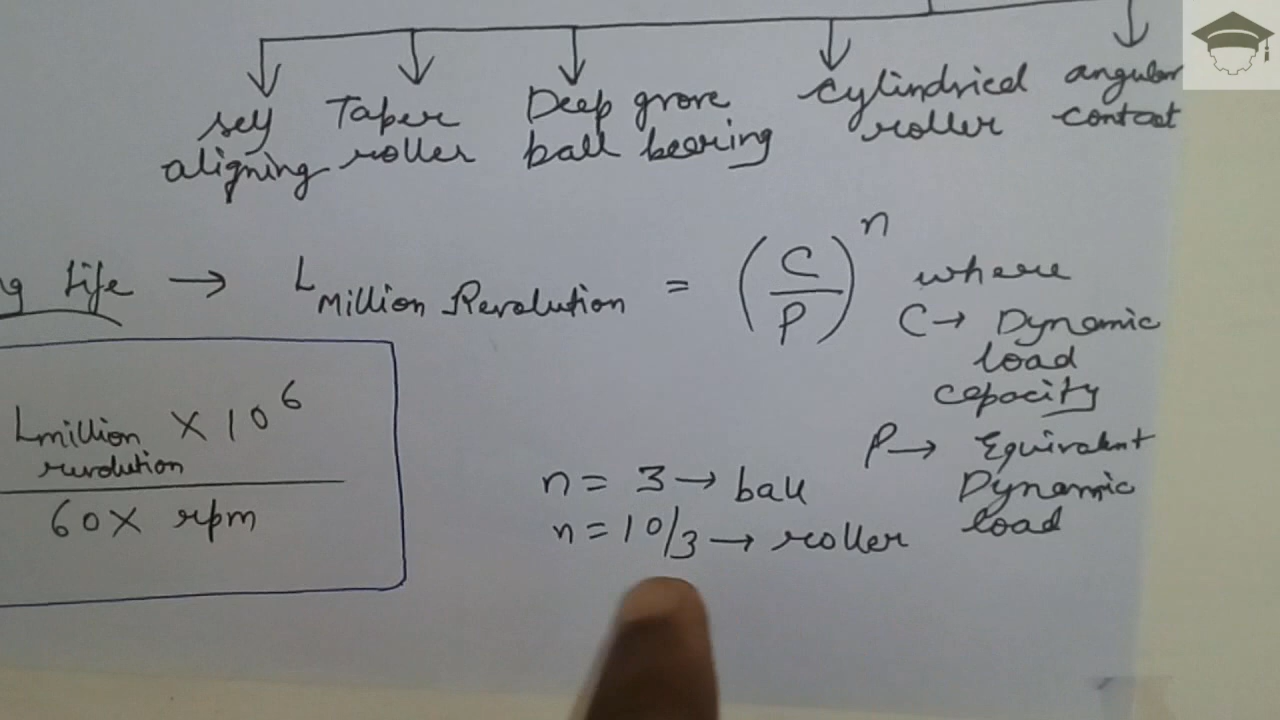 self Taper Deep grove cylindrical angular
aligning roller ball bearing roller contact
g Life → L Million Revolution = (C/P)^n where
C → Dynamic
load
capacity
L million revolution × 10^6
60 × rpm
P → Equivalent
Dynamic
load
n = 3 → ball
n = 10/3 → roller